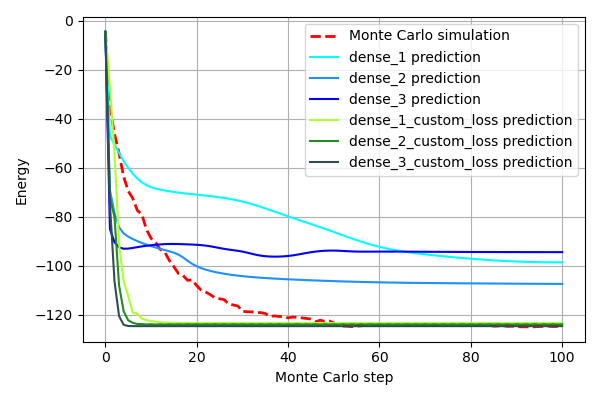 0
−20
−40
−60
−80
−100
−120
Energy
0
20
40
60
80
100
Monte Carlo step
Monte Carlo simulation
dense_1 prediction
dense_2 prediction
dense_3 prediction
dense_1_custom_loss prediction
dense_2_custom_loss prediction
dense_3_custom_loss prediction